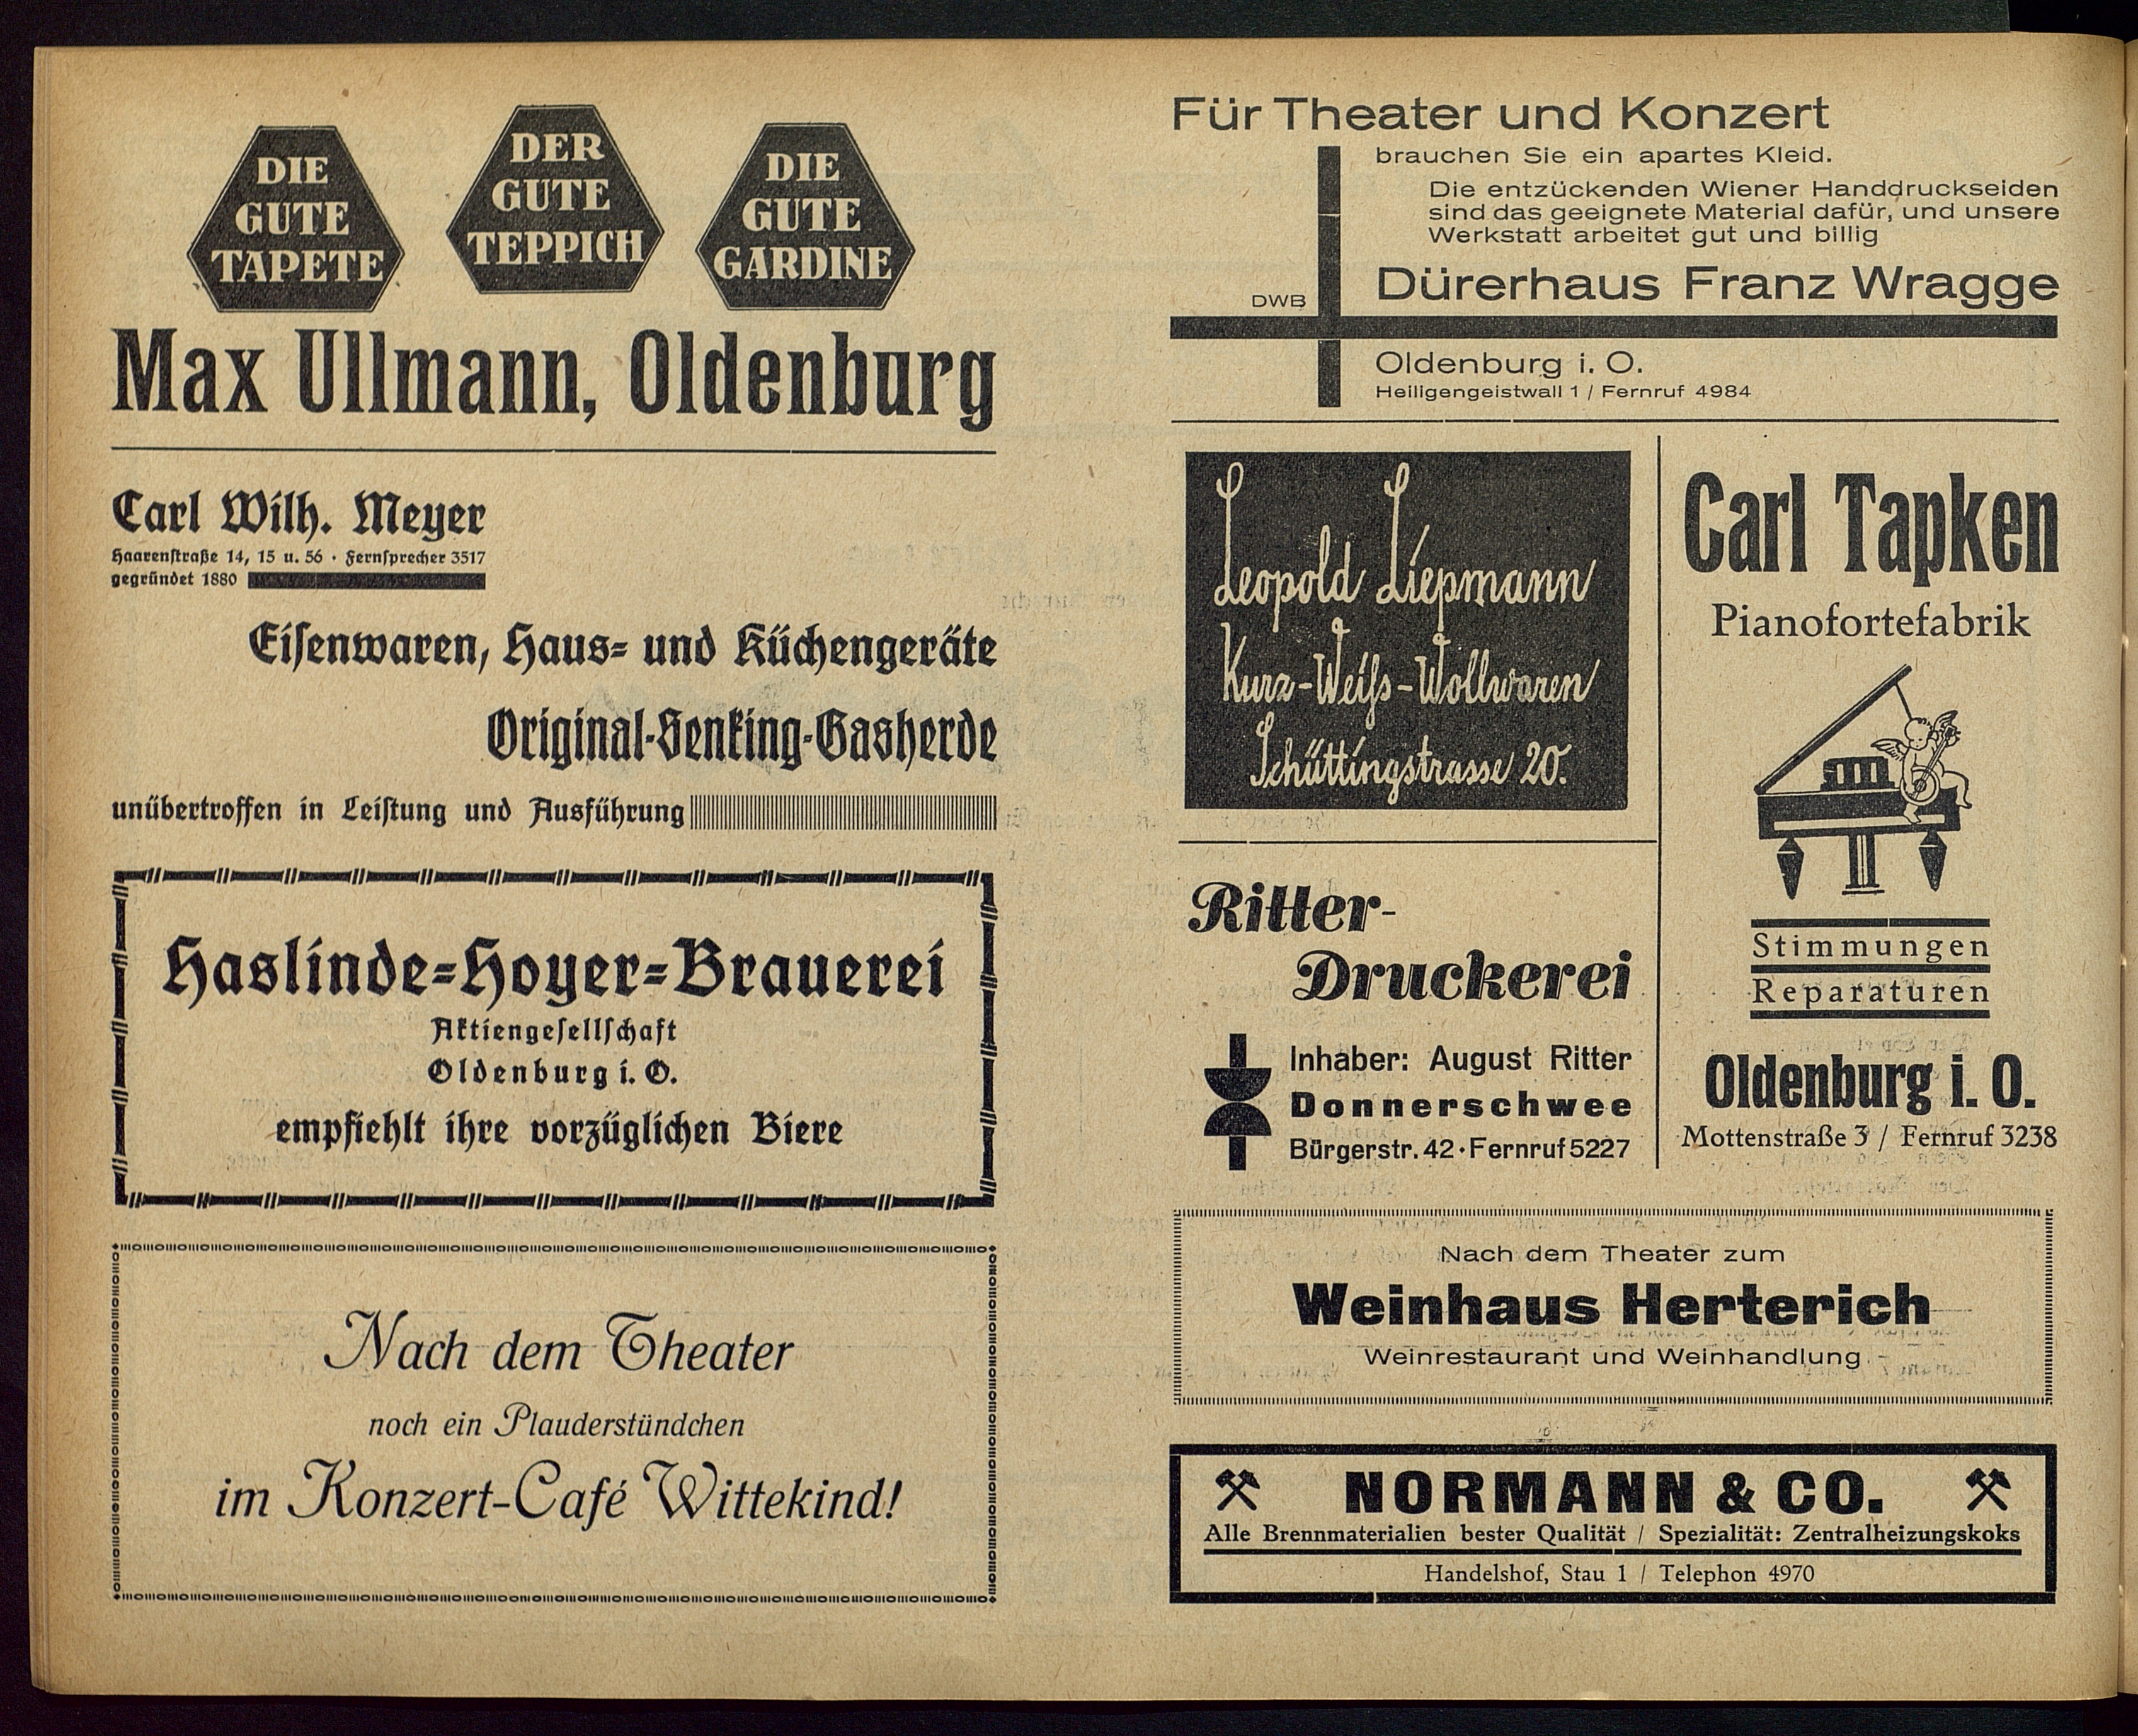 DIE
GUTE
TAPETE
DER
GUTE
TEPPICH
DIE
GUTE
GARDINE
Max Ullmann, Oldenburg
Carl Wilh. Meyer
Haarenſtraße 14, 15 u. 56 · Fernſprecher 3517
gegründet 1880
Eiſenwaren, Haus- und Küchengeräte
Original-Senking-Gasherde
unübertroffen in Leiſtung und Ausführung
Haslinde-Hoyer-Brauerei
Aktiengeſellſchaft
Oldenburg i. O.
empfiehlt ihre vorzüglichen Biere
Nach dem Theater
noch ein Plauderstündchen
im Konzert-Café Wittekind!
Für Theater und Konzert
brauchen Sie ein apartes Kleid.
Die entzückenden Wiener Handdruckseiden
sind das geeignete Material dafür, und unsere
Werkstatt arbeitet gut und billig
DWB
Dürerhaus Franz Wragge
Oldenburg i. O.
Heiligengeistwall 1 / Fernruf 4984
Leopold Liepmann
Kurz-Weiſs-Wollwaren
Schüttingstrasse 20.
Carl Tapken
Pianofortefabrik
Stimmungen
Reparaturen
Oldenburg i. O.
Mottenstraße 3 / Fernruf 3238
Ritter-
Druckerei
Inhaber: August Ritter
Donnerschwee
Bürgerstr. 42 · Fernruf 5227
Nach dem Theater zum
Weinhaus Herterich
Weinrestaurant und Weinhandlung
NORMANN & CO.
Alle Brennmaterialien bester Qualität / Spezialität: Zentralheizungskoks
Handelshof, Stau 1 / Telephon 4970